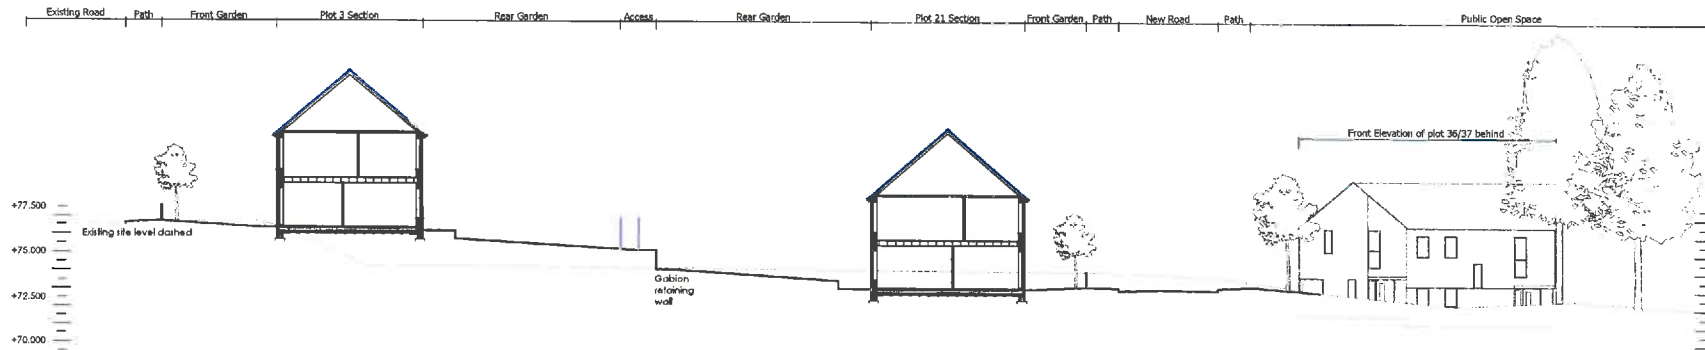 Existing Road Path Front Garden Plot 3 Section Rear Garden Access Rear Garden Plot 21 Section Front Garden Path New Road Path Public Open Space
Front Elevation of plot 36/37 behind
+77.500
Existing site level dashed
+75.000
Gabion
retaining
wall
+72.500
+70.000